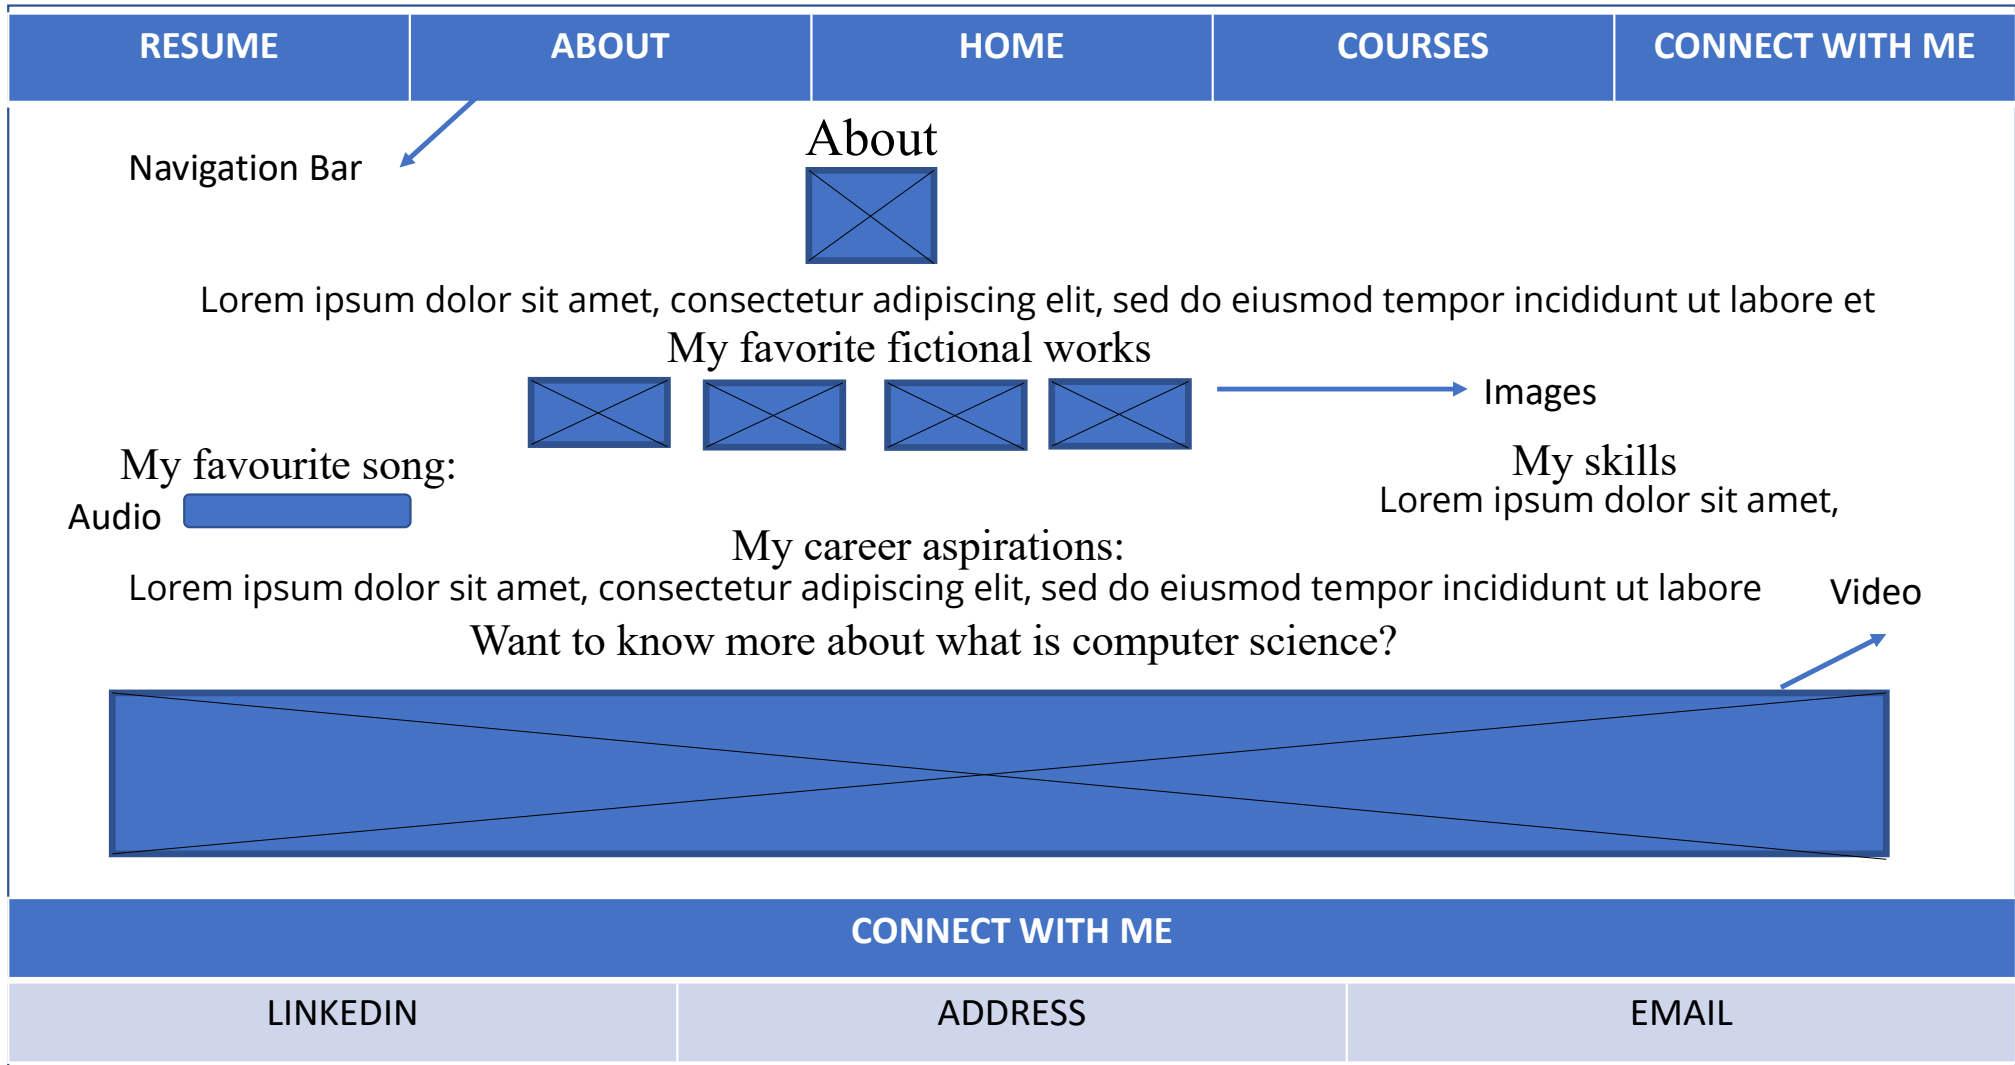 RESUME ABOUT HOME COURSES CONNECT WITH ME
About
Navigation Bar
Lorem ipsum dolor sit amet, consectetur adipiscing elit, sed do eiusmod tempor incididunt ut labore et
My favorite fictional works
Images
My favourite song:
Audio
My skills
Lorem ipsum dolor sit amet,
My career aspirations:
Lorem ipsum dolor sit amet, consectetur adipiscing elit, sed do eiusmod tempor incididunt ut labore
Video
Want to know more about what is computer science?
CONNECT WITH ME
LINKEDIN ADDRESS EMAIL